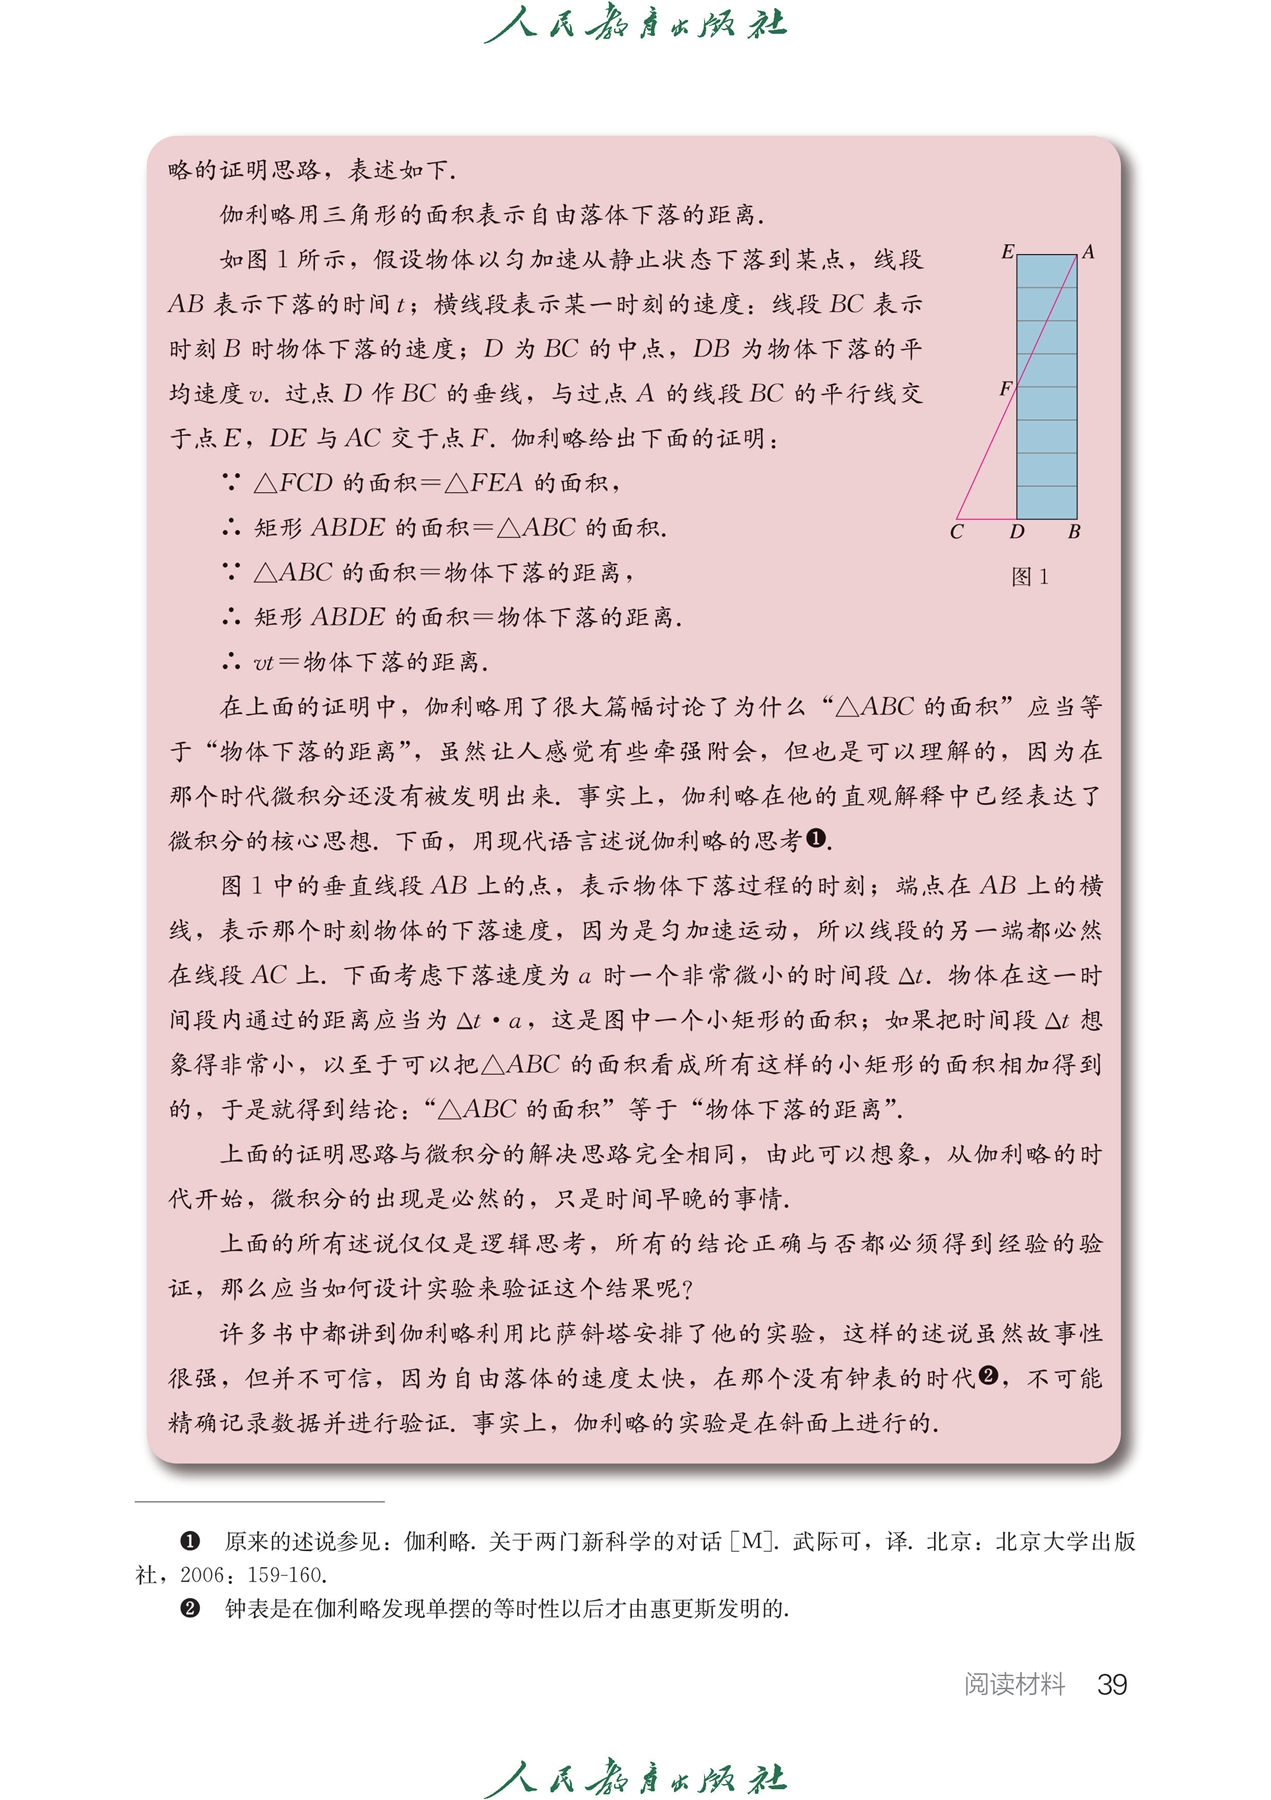 人民教育出版社
略的证明思路，表述如下.
伽利略用三角形的面积表示自由落体下落的距离.
如图 1 所示，假设物体以匀加速从静止状态下落到某点，线段
AB 表示下落的时间 t；横线段表示某一时刻的速度：线段 BC 表示
时刻 B 时物体下落的速度；D 为 BC 的中点，DB 为物体下落的平
均速度 v. 过点 D 作 BC 的垂线，与过点 A 的线段 BC 的平行线交
于点 E，DE 与 AC 交于点 F. 伽利略给出下面的证明：
∵ △FCD 的面积＝△FEA 的面积，
∴ 矩形 ABDE 的面积＝△ABC 的面积.
∵ △ABC 的面积＝物体下落的距离，
∴ 矩形 ABDE 的面积＝物体下落的距离.
∴ vt＝物体下落的距离.
E A
F
C D B
图 1
在上面的证明中，伽利略用了很大篇幅讨论了为什么“△ABC 的面积”应当等
于“物体下落的距离”，虽然让人感觉有些牵强附会，但也是可以理解的，因为在
那个时代微积分还没有被发明出来. 事实上，伽利略在他的直观解释中已经表达了
微积分的核心思想. 下面，用现代语言述说伽利略的思考❶.
图 1 中的垂直线段 AB 上的点，表示物体下落过程的时刻；端点在 AB 上的横
线，表示那个时刻物体的下落速度，因为是匀加速运动，所以线段的另一端都必然
在线段 AC 上. 下面考虑下落速度为 a 时一个非常微小的时间段 Δt. 物体在这一时
间段内通过的距离应当为 Δt·a，这是图中一个小矩形的面积；如果把时间段 Δt 想
象得非常小，以至于可以把△ABC 的面积看成所有这样的小矩形的面积相加得到
的，于是就得到结论：“△ABC 的面积”等于“物体下落的距离”.
上面的证明思路与微积分的解决思路完全相同，由此可以想象，从伽利略的时
代开始，微积分的出现是必然的，只是时间早晚的事情.
上面的所有述说仅仅是逻辑思考，所有的结论正确与否都必须得到经验的验
证，那么应当如何设计实验来验证这个结果呢？
许多书中都讲到伽利略利用比萨斜塔安排了他的实验，这样的述说虽然故事性
很强，但并不可信，因为自由落体的速度太快，在那个没有钟表的时代❷，不可能
精确记录数据并进行验证. 事实上，伽利略的实验是在斜面上进行的.
❶ 原来的述说参见：伽利略. 关于两门新科学的对话［M］. 武际可，译. 北京：北京大学出版
社，2006：159-160.
❷ 钟表是在伽利略发现单摆的等时性以后才由惠更斯发明的.
阅读材料 39
人民教育出版社